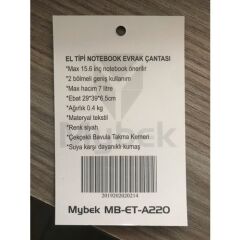 EL TİPİ NOTEBOOK EVRAK ÇANTASI
*Max 15.6 inç notebook önerilir
*2 bölmeli geniş kullanım
*Max hacim 7 litre
*Ebat 29*39*6,5cm
*Ağırlık 0.4 kg
*Materyal tekstil
*Renk siyah
*Çekçekli Bavula Takma Kemeri
*Suya karşı dayanıklı kumaş
Mybek
2019202020214
Mybek MB-ET-A220